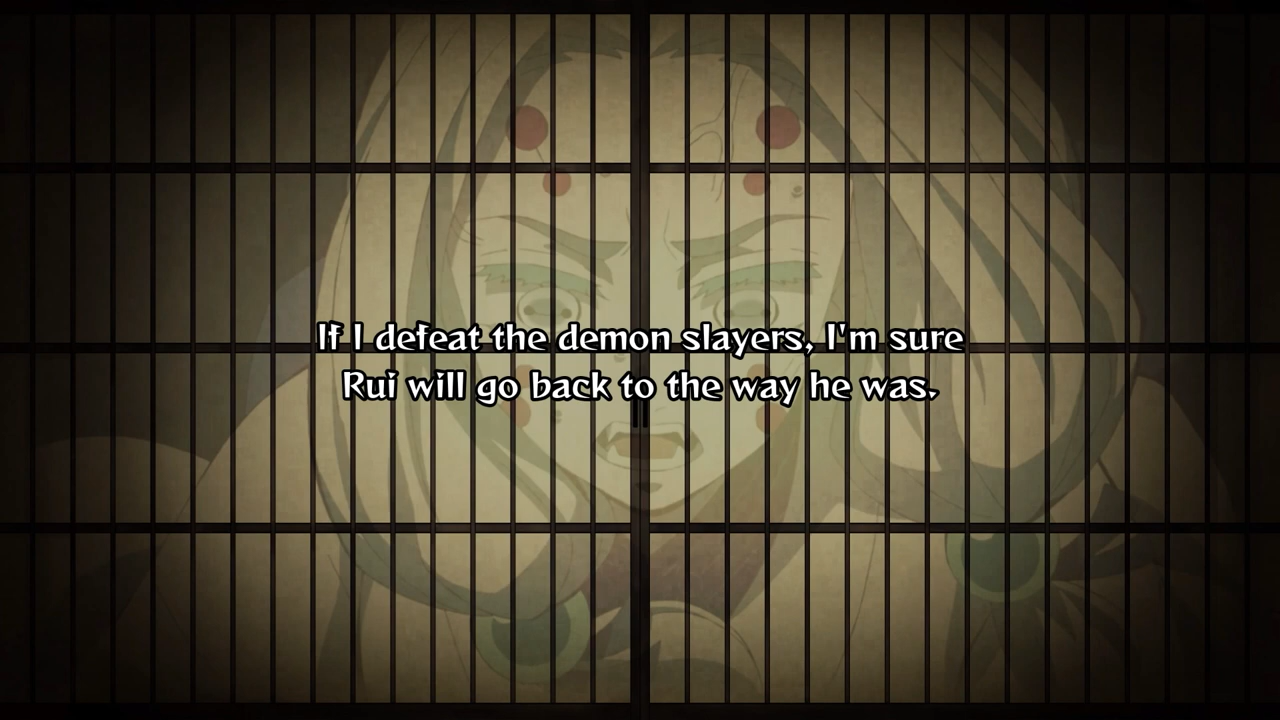 If I defeat the demon slayers, I'm sure
Rui will go back to the way he was.